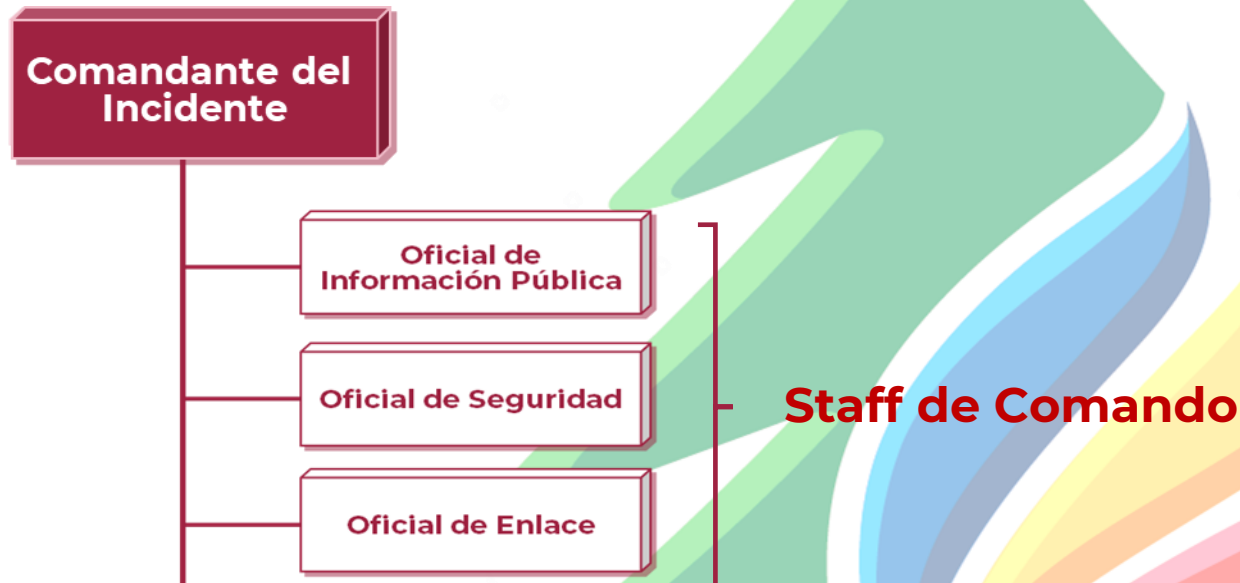 Comandante del
Incidente
Oficial de
Información Pública
Oficial de Seguridad
Staff de Comando
Oficial de Enlace